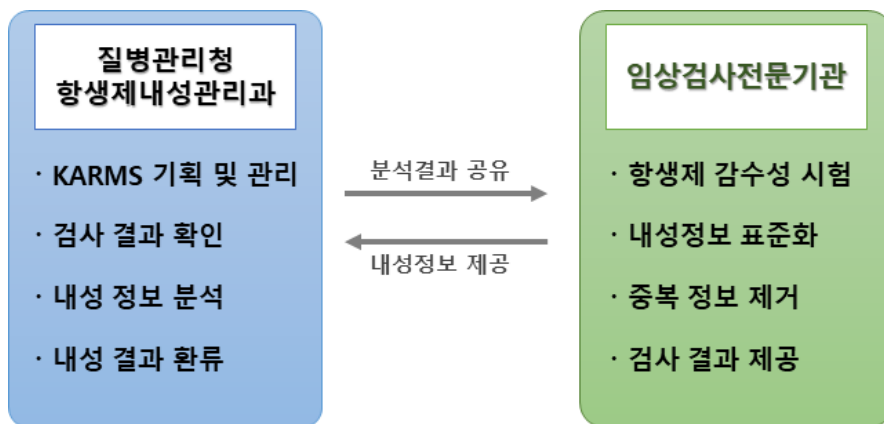 질병관리청
항생제내성관리과
· KARMS 기획 및 관리
· 검사 결과 확인
· 내성 정보 분석
· 내성 결과 환류
분석결과 공유
내성정보 제공
임상검사전문기관
· 항생제 감수성 시험
· 내성정보 표준화
· 중복 정보 제거
· 검사 결과 제공